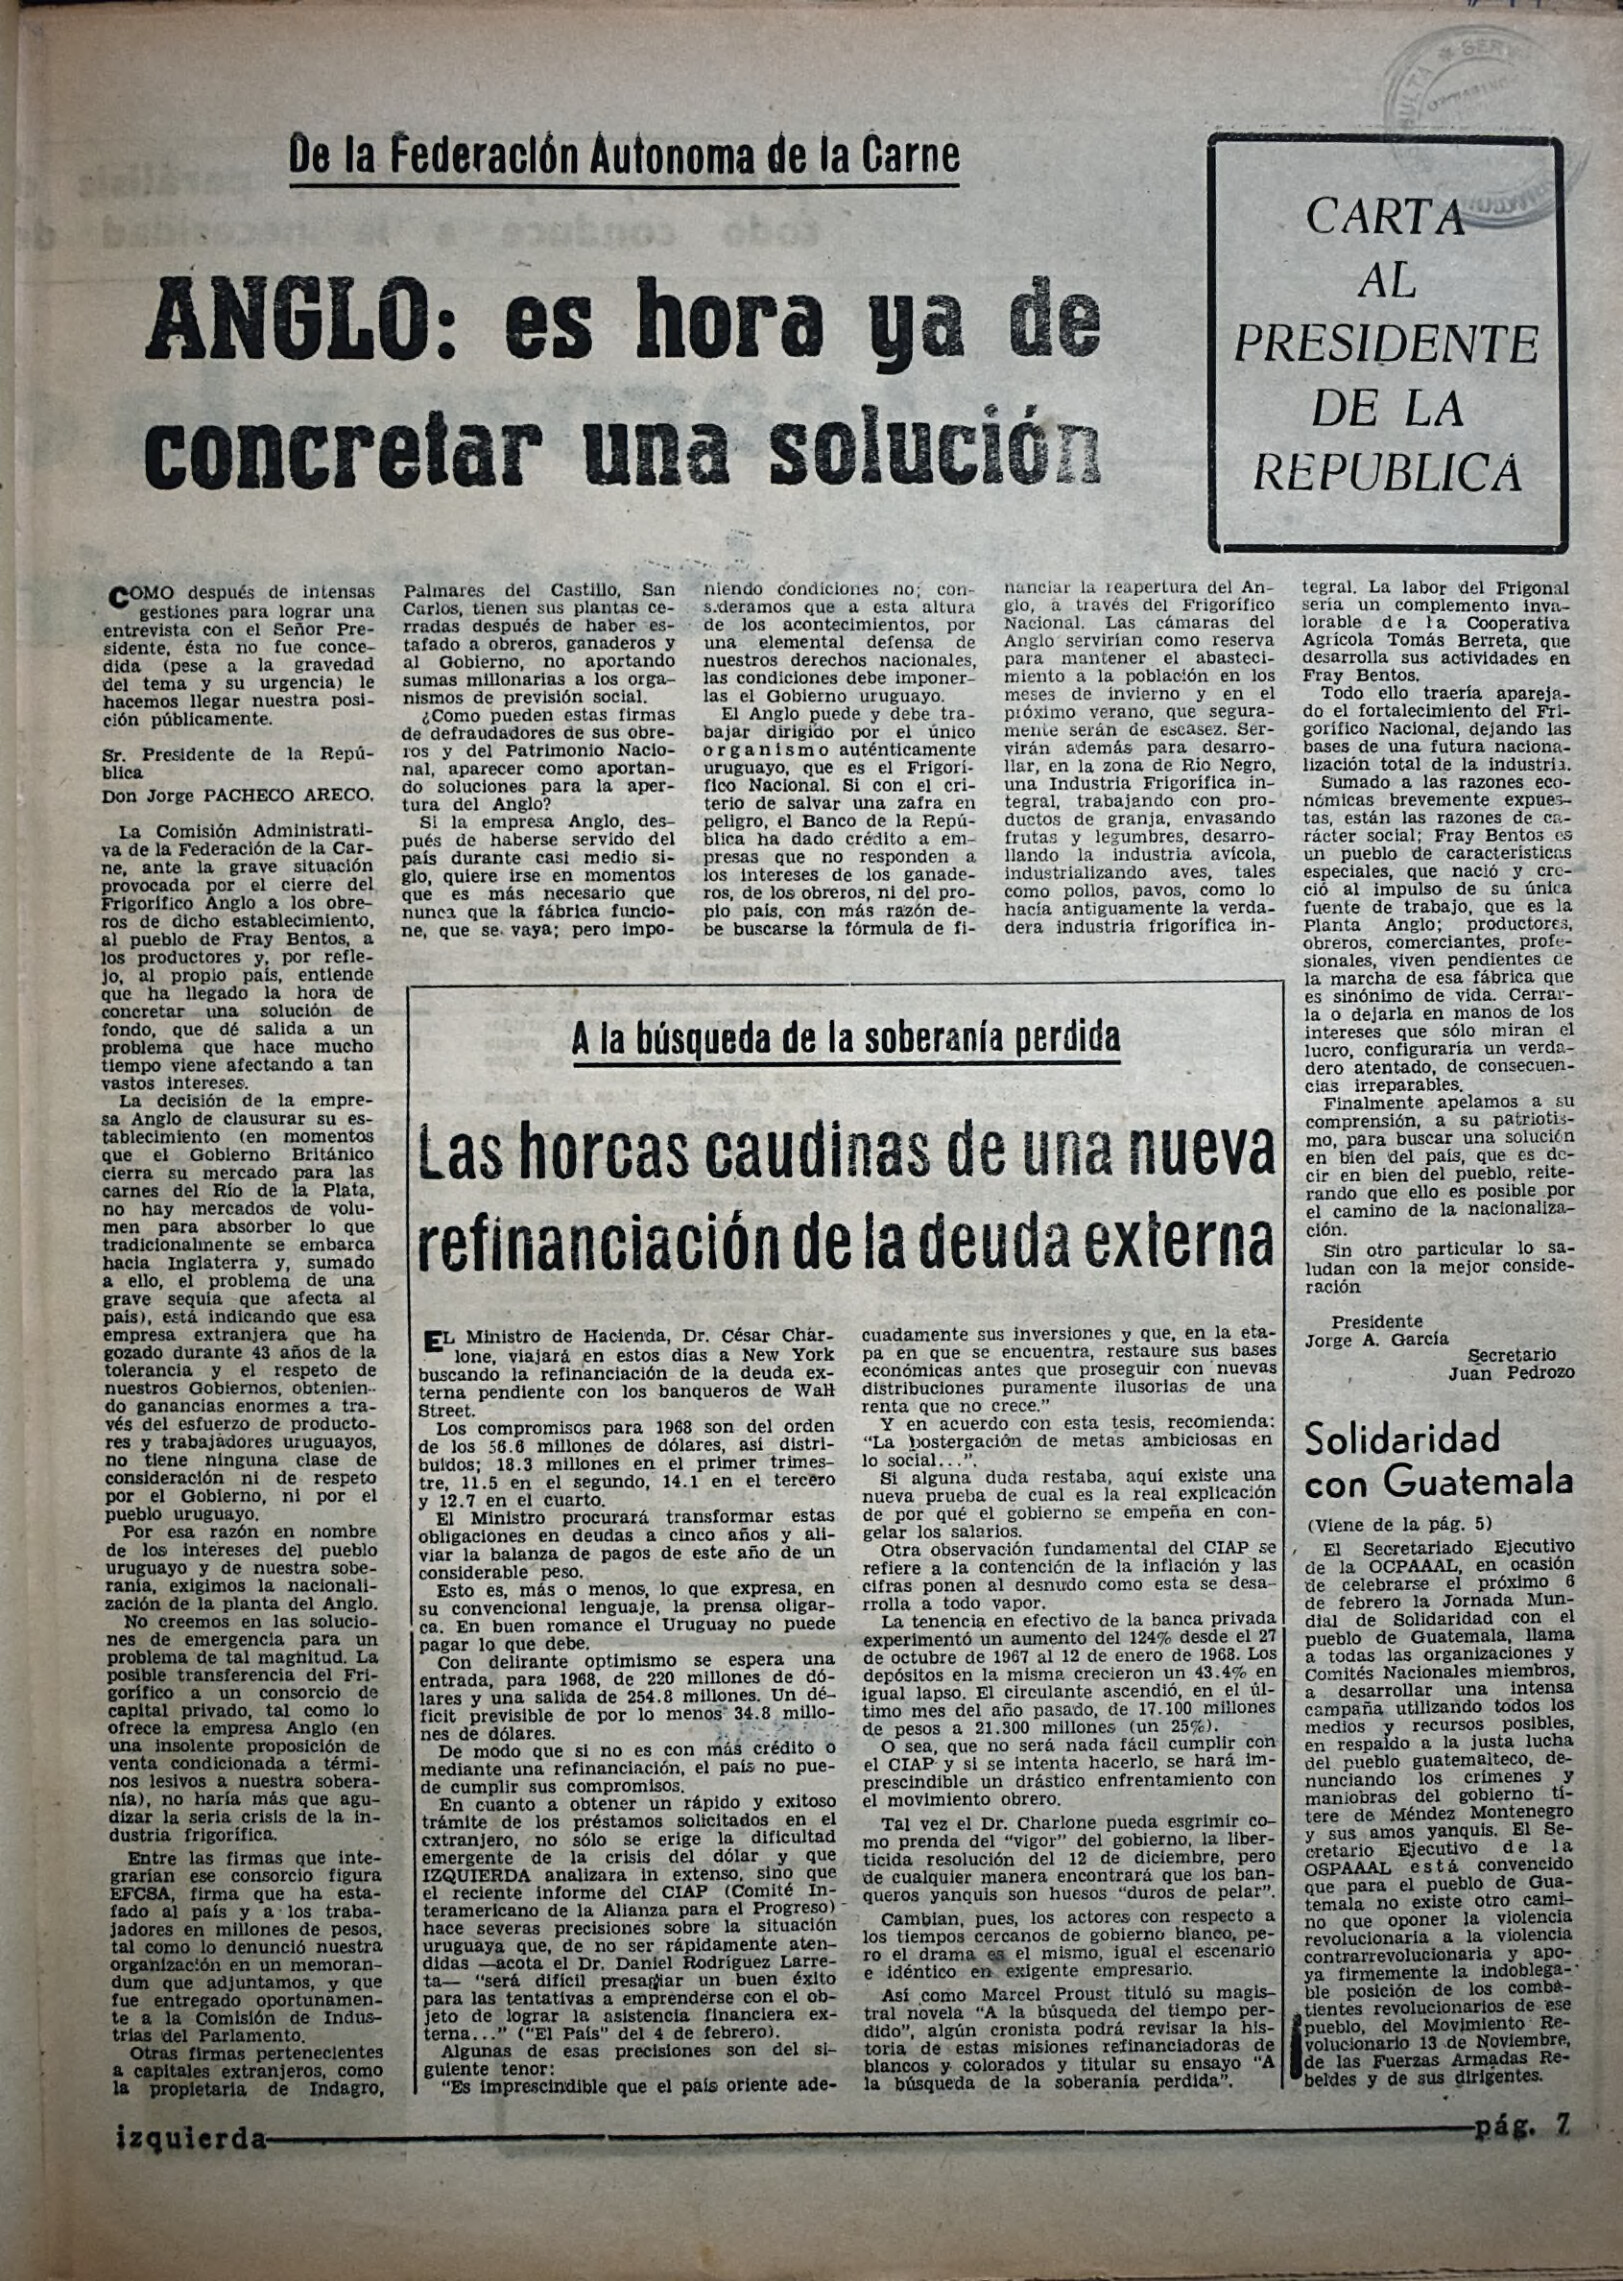 De la Federación Autonoma de la Carne
ANGLO: es hora ya de
concretar una solución
CARTA
AL
PRESIDENTE
DE LA
REPUBLICA
COMO después de intensas
gestiones para lograr una
entrevista con el Señor Pre-
sidente, ésta no fue conce-
dida (pese a la gravedad
del tema y su urgencia) le
hacemos llegar nuestra posi-
ción públicamente.
Sr. Presidente de la Repú-
blica
Don Jorge PACHECO ARECO.
La Comisión Administrati-
va de la Federación de la Car-
ne, ante la grave situación
provocada por el cierre del
Frigorífico Anglo a los obre-
ros de dicho establecimiento,
al pueblo de Fray Bentos, a
los productores y, por refle-
jo, al propio país, entiende
que ha llegado la hora de
concretar una solución de
fondo, que dé salida a un
problema que hace mucho
tiempo viene afectando a tan
vastos intereses.
La decisión de la empre-
sa Anglo de clausurar su es-
tablecimiento (en momentos
que el Gobierno Británico
cierra su mercado para las
carnes del Río de la Plata,
no hay mercados de volu-
men para absorber lo que
tradicionalmente se embarca
hacia Inglaterra y, sumado
a ello, el problema de una
grave sequía que afecta al
país), está indicando que esa
empresa extranjera que ha
gozado durante 43 años de la
tolerancia y el respeto de
nuestros Gobiernos, obtenien-
do ganancias enormes a tra-
vés del esfuerzo de producto-
res y trabajadores uruguayos,
no tiene ninguna clase de
consideración ni de respeto
por el Gobierno, ni por el
pueblo uruguayo.
Por esa razón en nombre
de los intereses del pueblo
uruguayo y de nuestra sobe-
ranía, exigimos la nacionali-
zación de la planta del Anglo.
No creemos en las solucio-
nes de emergencia para un
problema de tal maghitud. La
posible transferencia del Fri-
gorífico a un consorcio de
capital privado, tal como lo
ofrece la empresa Anglo (en
una insolente proposición de
venta condicionada a térmi-
nos lesivos a nuestra sobera-
nía), no haría más que agu-
dizar la seria crisis de la in-
dustria frigorífica.
Entre las firmas que inte-
grarían ese consorcio figura
EFCSA, firma que ha esta-
fado al país y a los traba-
jadores en millones de pesos,
tal como lo denunció nuestra
organización en un memoran-
dum que adjuntamos, y que
fue entregado oportunamen-
te a la Comisión de Indus-
trias del Parlamento.
Otras firmas pertenecientes
a capitales extranjeros, como
la propietaria de Indagro,
Palmares del Castillo, San
Carlos, tienen sus plantas ce-
rradas después de haber es-
tafado a obreros, ganaderos y
al Gobierno, no aportando
sumas millonarias a los orga-
nismos de previsión social.
¿Como pueden estas firmas
de defraudadores de sus obre-
ros y del Patrimonio Nacio-
nal, aparecer como aportan-
do soluciones para la aper-
tura del Anglo?
Si la empresa Anglo, des-
pués de haberse servido del
país durante casi medio si-
glo, quiere irse en momentos
que es más necesario que
nunca que la fábrica funcio-
ne, que se vaya; pero impo-
niendo condiciones no; con-
sideramos que a esta altura
de los acontecimientos, por
una elemental defensa de
nuestros derechos nacionales,
las condiciones debe imponer-
las el Gobierno uruguayo.
El Anglo puede y debe tra-
bajar dirigido por el único
organismo auténticamente
uruguayo, que es el Frigorí-
fico Nacional. Si con el cri-
terio de salvar una zafra en
peligro, el Banco de la Repú-
blica ha dado crédito a em-
presas que no responden a
los intereses de los ganade-
ros, de los obreros, ni del pro-
pio país, con más razón de-
be buscarse la fórmula de fi-
nanciar la reapertura del An-
glo, a través del Frigorífico
Nacional. Las cámaras del
Anglo servirían como reserva
para mantener el abasteci-
miento a la población en los
meses de invierno y en el
próximo verano, que segura-
mente serán de escasez. Ser-
virán además para desarro-
llar, en la zona de Río Negro,
una Industria Frigorífica in-
tegral, trabajando con pro-
ductos de granja, envasando
frutas y legumbres, desarro-
llando la industria avícola,
industrializando aves, tales
como pollos, pavos, como lo
hacía antiguamente la verda-
dera industria frigorífica in-
tegral. La labor del Frigonal
sería un complemento inva-
lorable de la Cooperativa
Agrícola Tomás Berreta, que
desarrolla sus actividades en
Fray Bentos.
Todo ello traería apareja-
do el fortalecimiento del Fri-
gorífico Nacional, dejando las
bases de una futura naciona-
lización total de la industria.
Sumado a las razones eco-
nómicas brevemente expues-
tas, están las razones de ca-
rácter social; Fray Bentos es
un pueblo de características
especiales, que nació y cre-
ció al impulso de su única
fuente de trabajo, que es la
Planta Anglo; productores,
obreros, comerciantes, profe-
sionales, viven pendientes de
la marcha de esa fábrica que
es sinónimo de vida. Cerrar-
la o dejarla en manos de los
intereses que sólo miran el
lucro, configuraría un verda-
dero atentado, de consecuen-
cias irreparables.
Finalmente apelamos a su
comprensión, a su patriotis-
mo, para buscar una solución
en bien del país, que es de-
cir en bien del pueblo, reite-
rando que ello es posible por
el camino de la nacionaliza-
ción.
Sin otro particular lo sa-
ludan con la mejor conside-
ración
Presidente
Jorge A. García
Secretario
Juan Pedrozo
A la búsqueda de la soberanía perdida
Las horcas caudinas de una nueva
refinanciación de la deuda externa
EL Ministro de Hacienda, Dr. César Char-
lone, viajará en estos días a New York
buscando la refinanciación de la deuda ex-
terna pendiente con los banqueros de Wall
Street.
Los compromisos para 1968 son del orden
de los 56.6 millones de dólares, así distri-
buídos; 18.3 millones en el primer trimes-
tre, 11.5 en el segundo, 14.1 en el tercero
y 12.7 en el cuarto.
El Ministro procurará transformar estas
obligaciones en deudas a cinco años y ali-
viar la balanza de pagos de este año de un
considerable peso.
Esto es, más o menos, lo que expresa, en
su convencional lenguaje, la prensa oligar-
ca. En buen romance el Uruguay no puede
pagar lo que debe.
Con delirante optimismo se espera una
entrada, para 1968, de 220 millones de dó-
lares y una salida de 254.8 millones. Un dé-
ficit previsible de por lo menos 34.8 millo-
nes de dólares.
De modo que si no es con más crédito o
mediante una refinanciación, el país no pue-
de cumplir sus compromisos.
En cuanto a obtener un rápido y exitoso
trámite de los préstamos solicitados en el
extranjero, no sólo se erige la dificultad
emergente de la crisis del dólar y que
IZQUIERDA analizara in extenso, sino que
el reciente informe del CIAP (Comité In-
teramericano de la Alianza para el Progreso)
hace severas precisiones sobre la situación
uruguaya que, de no ser rápidamente aten-
didas —acota el Dr. Daniel Rodríguez Larre-
ta— "será difícil presagiar un buen éxito
para las tentativas a emprenderse con el ob-
jeto de lograr la asistencia financiera ex-
terna..." ("El País" del 4 de febrero).
Algunas de esas precisiones son del si-
guiente tenor:
"Es imprescindible que el país oriente ade-
cuadamente sus inversiones y que, en la eta-
pa en que se encuentra, restaure sus bases
económicas antes que proseguir con nuevas
distribuciones puramente ilusorias de una
renta que no crece."
Y en acuerdo con esta tesis, recomienda:
"La postergación de metas ambiciosas en
lo social...".
Si alguna duda restaba, aquí existe una
nueva prueba de cual es la real explicación
de por qué el gobierno se empeña en con-
gelar los salarios.
Otra observación fundamental del CIAP se
refiere a la contención de la inflación y las
cifras ponen al desnudo como esta se desa-
rrolla a todo vapor.
La tenencia en efectivo de la banca privada
experimentó un aumento del 124% desde el 27
de octubre de 1967 al 12 de enero de 1968. Los
depósitos en la misma crecieron un 43.4% en
igual lapso. El circulante ascendió, en el úl-
timo mes del año pasado, de 17.100 millones
de pesos a 21.300 millones (un 25%).
O sea, que no será nada fácil cumplir con
el CIAP y si se intenta hacerlo, se hará im-
prescindible un drástico enfrentamiento con
el movimiento obrero.
Tal vez el Dr. Charlone pueda esgrimir co-
mo prenda del "vigor" del gobierno, la liber-
ticida resolución del 12 de diciembre, pero
de cualquier manera encontrará que los ban-
queros yanquis son huesos "duros de pelar".
Cambian, pues, los actores con respecto a
los tiempos cercanos de gobierno blanco, pe-
ro el drama es el mismo, igual el escenario
e idéntico en exigente empresario.
Así como Marcel Proust tituló su magis-
tral novela "A la búsqueda del tiempo per-
dido", algún cronista podrá revisar la his-
toria de estas misiones refinanciadoras de
blancos y colorados y titular su ensayo "A
la búsqueda de la soberanía perdida".
Solidaridad
con Guatemala
(Viene de la pág. 5)
El Secretariado Ejecutivo
de la OCPAAAL, en ocasión
de celebrarse el próximo 6
de febrero la Jornada Mun-
dial de Solidaridad con el
pueblo de Guatemala, llama
a todas las organizaciones y
Comités Nacionales miembros,
a desarrollar una intensa
campaña utilizando todos los
medios y recursos posibles,
en respaldo a la justa lucha
del pueblo guatemalteco, de-
nunciando los crímenes y
maniobras del gobierno tí-
tere de Méndez Montenegro
y sus amos yanquis. El Se-
cretario Ejecutivo de la
OSPAAAL está convencido
que para el pueblo de Gua-
temala no existe otro cami-
no que oponer la violencia
revolucionaria a la violencia
contrarrevolucionaria y apo-
ya firmemente la indoblega-
ble posición de los comba-
tientes revolucionarios de ese
pueblo, del Movimiento Re-
volucionario 13 de Noviembre,
de las Fuerzas Armadas Re-
beldes y de sus dirigentes.
izquierda
pág. 7